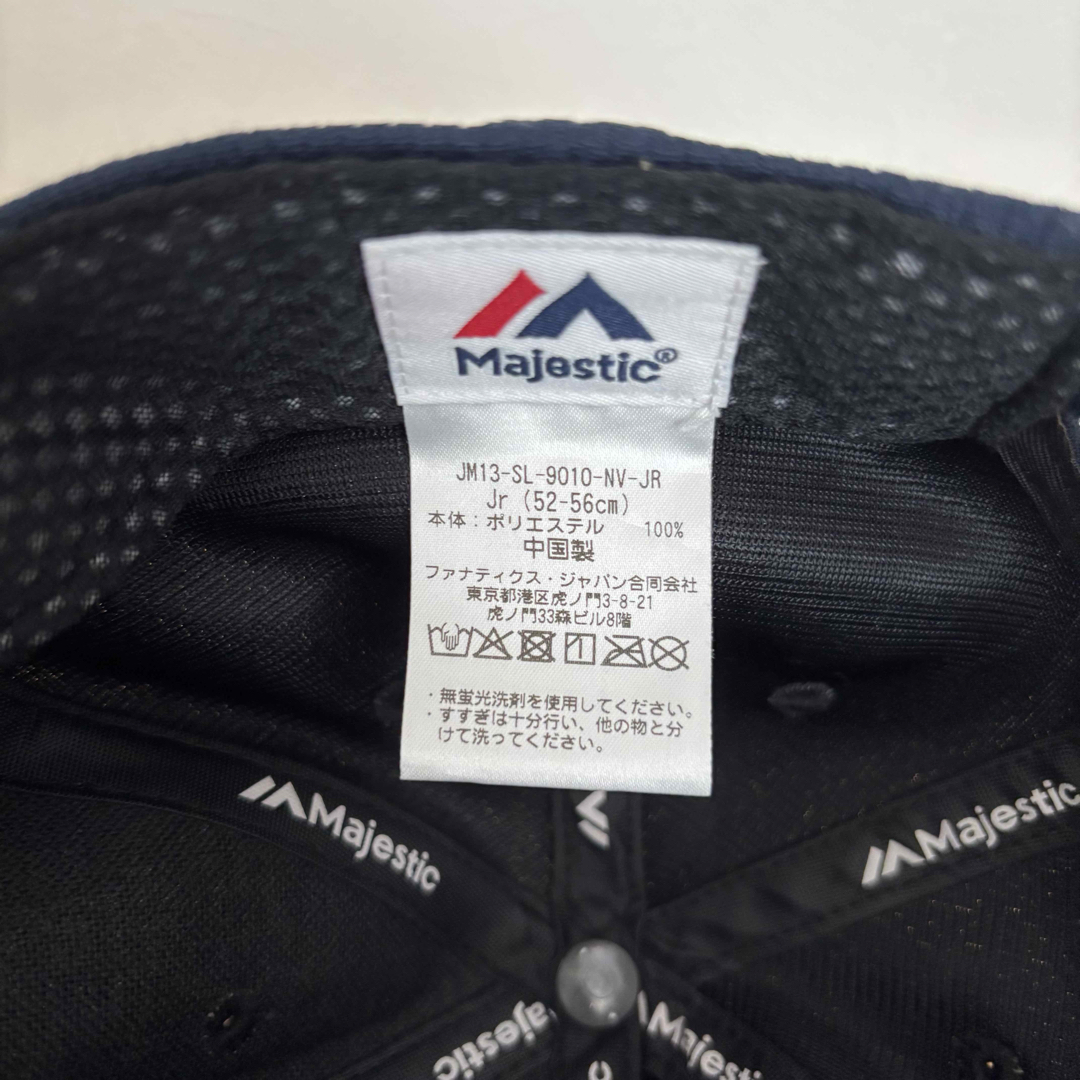 Majestic®
JM13-SL-9010-NV-JR
Jr (52-56cm)
本体:ポリエステル 100%
中国製
ファナティクス・ジャパン合同会社
東京都港区虎ノ門3-8-21
虎ノ門33森ビル8階
・無蛍光洗剤を使用してください。
・すすぎは十分行い、他の物と分
けて洗ってください。
Majestic
Majestic
ajestic
Majestic